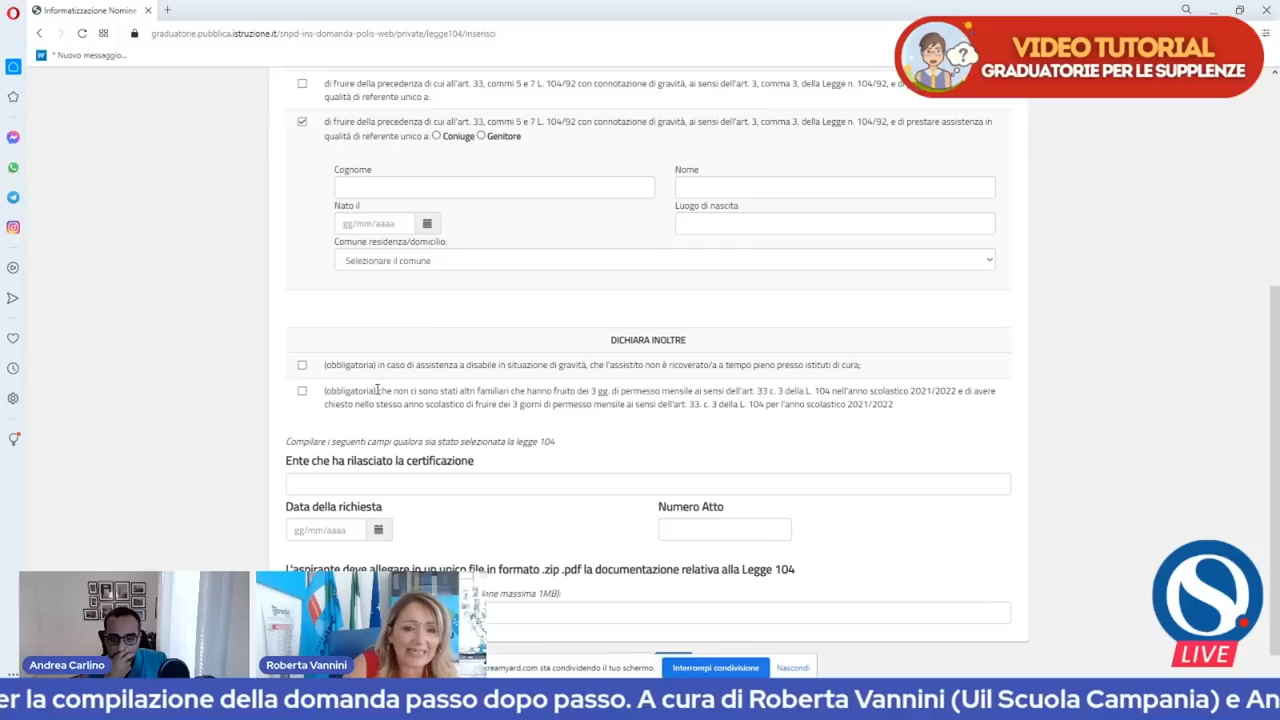 Informatizzazione Nomine
graduatorie.pubblica.istruzione.it/snpd-ins-domanda-polis-web/private/legge104/inserisci
* Nuovo messaggio...
VIDEO TUTORIAL
GRADUATORIE PER LE SUPPLENZE
di fruire della precedenza di cui all'art. 33, commi 5 e 7 L. 104/92 con connotazione di gravità, ai sensi dell'art. 3, comma 3, della Legge n. 104/92, e di
qualità di referente unico a:
di fruire della precedenza di cui all'art. 33, commi 5 e 7 L. 104/92 con connotazione di gravità, ai sensi dell'art. 3, comma 3, della Legge n. 104/92, e di prestare assistenza in
qualità di referente unico a: Coniuge Genitore
Cognome Nome
Nato il Luogo di nascita
gg/mm/aaaa
Comune residenza/domicilio:
Selezionare il comune
DICHIARA INOLTRE
(obbligatoria) in caso di assistenza a disabile in situazione di gravità, che l'assistito non è ricoverato/a a tempo pieno presso istituti di cura;
(obbligatoria) che non ci sono stati altri familiari che hanno fruito dei 3 gg. di permesso mensile ai sensi dell'art. 33 c. 3 della L. 104 nell'anno scolastico 2021/2022 e di avere
chiesto nello stesso anno scolastico di fruire dei 3 giorni di permesso mensile ai sensi dell'art. 33. c. 3 della L. 104 per l'anno scolastico 2021/2022
Compilare i seguenti campi qualora sia stato selezionata la legge 104
Ente che ha rilasciato la certificazione
Data della richiesta Numero Atto
gg/mm/aaaa
L'aspirante deve allegare in un unico file in formato .zip .pdf la documentazione relativa alla Legge 104
massima 1MB):
Andrea Carlino
Roberta Vannini
sta condividendo il tuo schermo.
Interrompi condivisione
Nascondi
S
LIVE
er la compilazione della domanda passo dopo passo. A cura di Roberta Vannini (Uil Scuola Campania) e An